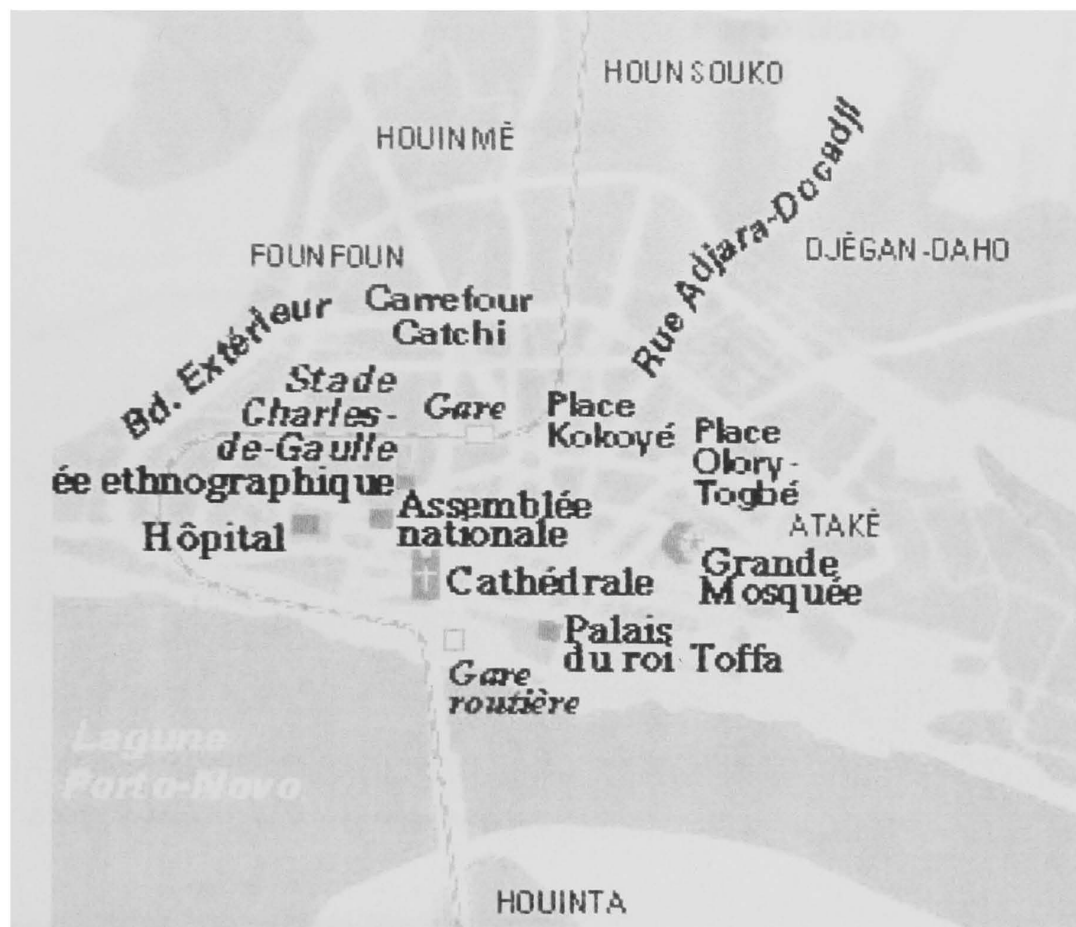 HOUNSOUKO
HOUINMÈ
Rue Adjara-Docadji
DJÈGAN-DAHO
FOUNFOUN
Bd. Extérieur
Carrefour
Catchi
Stade
Charles-
de-Gaulle
Gare
Place
Kokoyé
Place
Olory-
Togbé
ée ethnographique
Assemblée
nationale
Hôpital
ATAKÈ
Grande
Mosquée
Cathédrale
Palais
du roi Toffa
Gare
routière
Lagune
Porto-Novo
HOUINTA